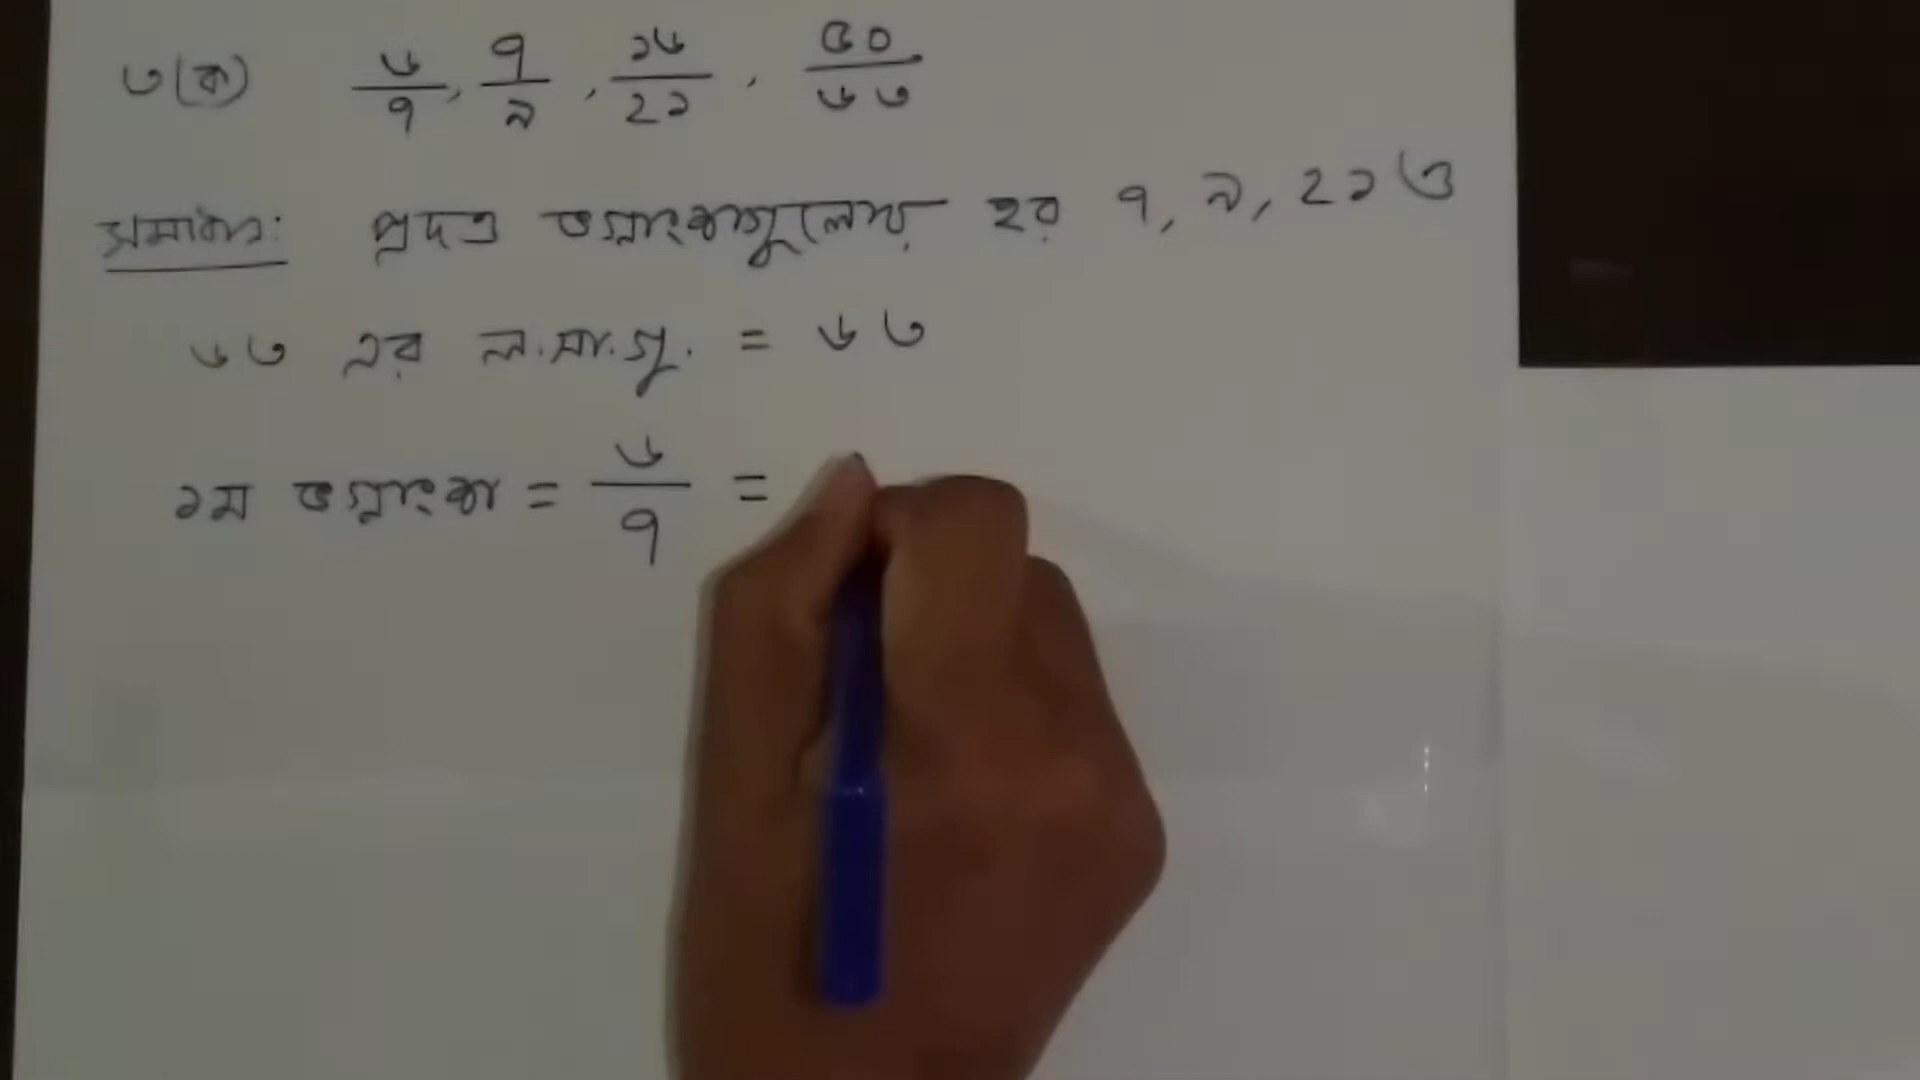 ৩(ক) ৬/৭, ৭/৯, ১৬/২১, ৫০/৬৩
সমাধান: প্রদত্ত ভগ্নাংশগুলোর হর ৭, ৯, ২১ ও
৬৩ এর ল.সা.গু. = ৬৩
১ম ভগ্নাংশ = ৬/৭ =